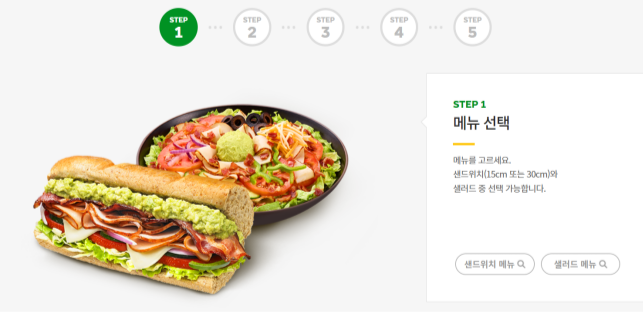 STEP
1
STEP
2
STEP
3
STEP
4
STEP
5
STEP 1
메뉴 선택
메뉴를 고르세요.
샌드위치(15cm 또는 30cm)와
샐러드 중 선택 가능합니다.
샌드위치 메뉴
샐러드 메뉴